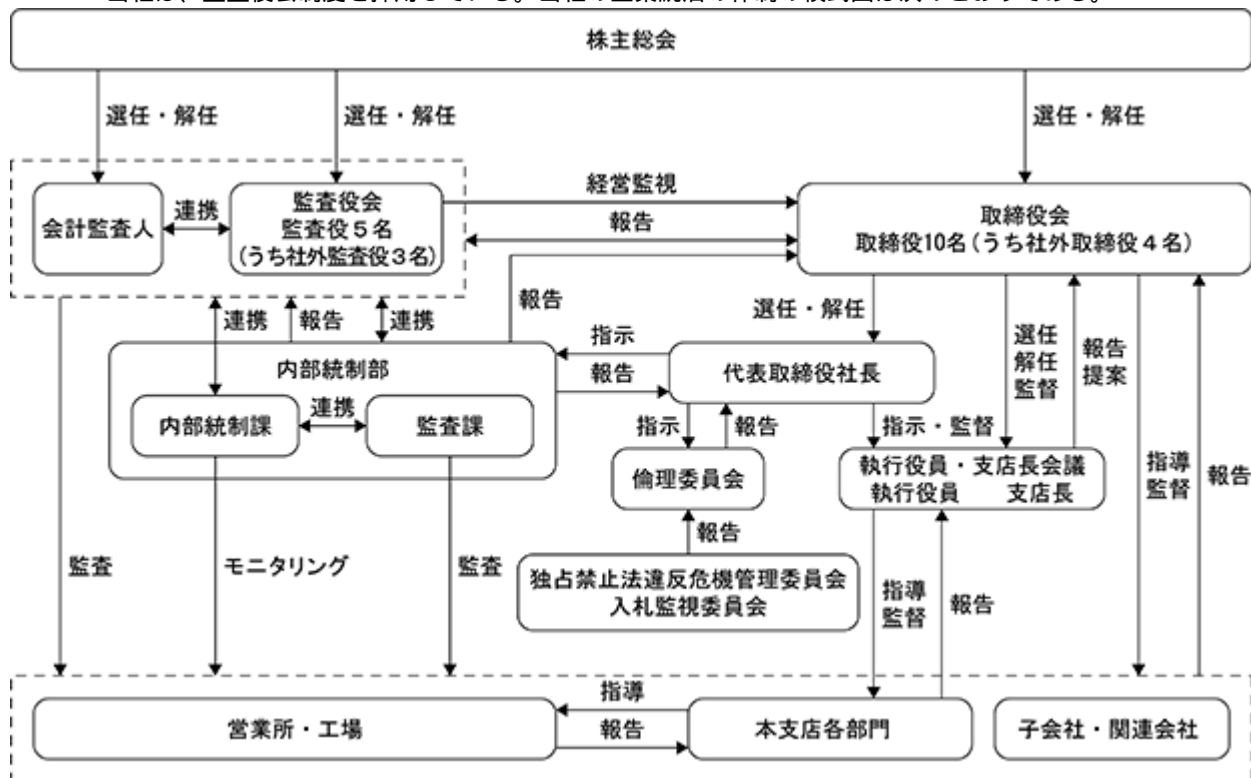 株主総会
選任・解任
選任・解任
選任・解任
会計監査人
連携
監査役会
監査役5名
(うち社外監査役3名)
経営監視
報告
取締役会
取締役10名(うち社外取締役4名)
連携
報告
連携
報告
選任・解任
選任
解任
監督
報告
提案
指示
報告
内部統制部
代表取締役社長
内部統制課
連携
監査課
指示
報告
指示・監督
倫理委員会
執行役員・支店長会議
執行役員 支店長
指導
監督
報告
報告
監査
モニタリング
監査
独占禁止法違反危機管理委員会
入札監視委員会
指導
監督
報告
営業所・工場
指導
報告
本支店各部門
子会社・関連会社